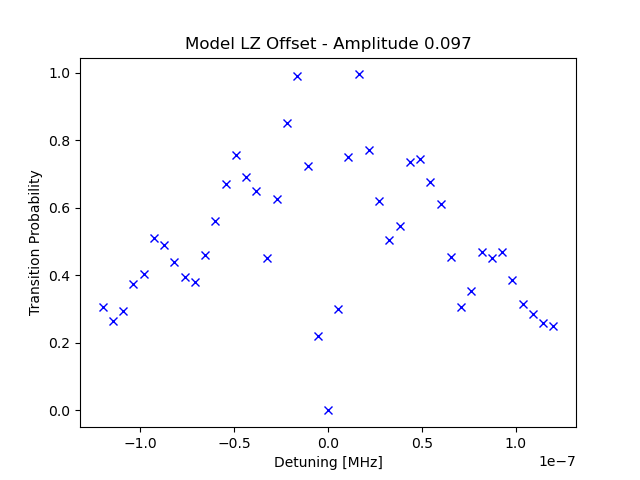 Model LZ Offset - Amplitude 0.097
Transition Probability
1.0
0.8
0.6
0.4
0.2
0.0
−1.0 −0.5 0.0 0.5 1.0
1e−7
Detuning [MHz]